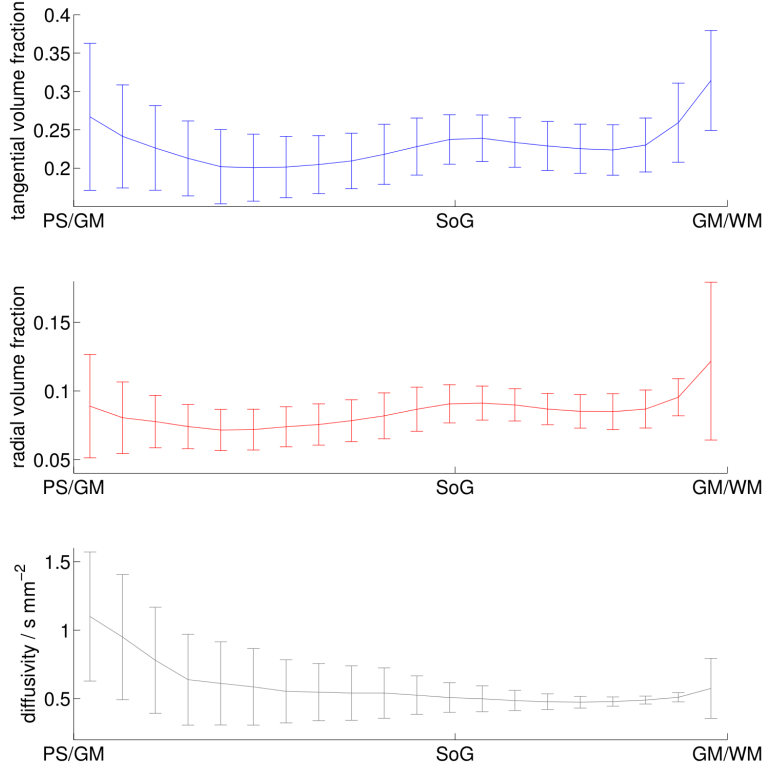 tangential volume fraction
0.4
0.35
0.3
0.25
0.2
PS/GM SoG GM/WM
radial volume fraction
0.15
0.1
0.05
PS/GM SoG GM/WM
diffusivity / s mm⁻²
1.5
1
0.5
PS/GM SoG GM/WM